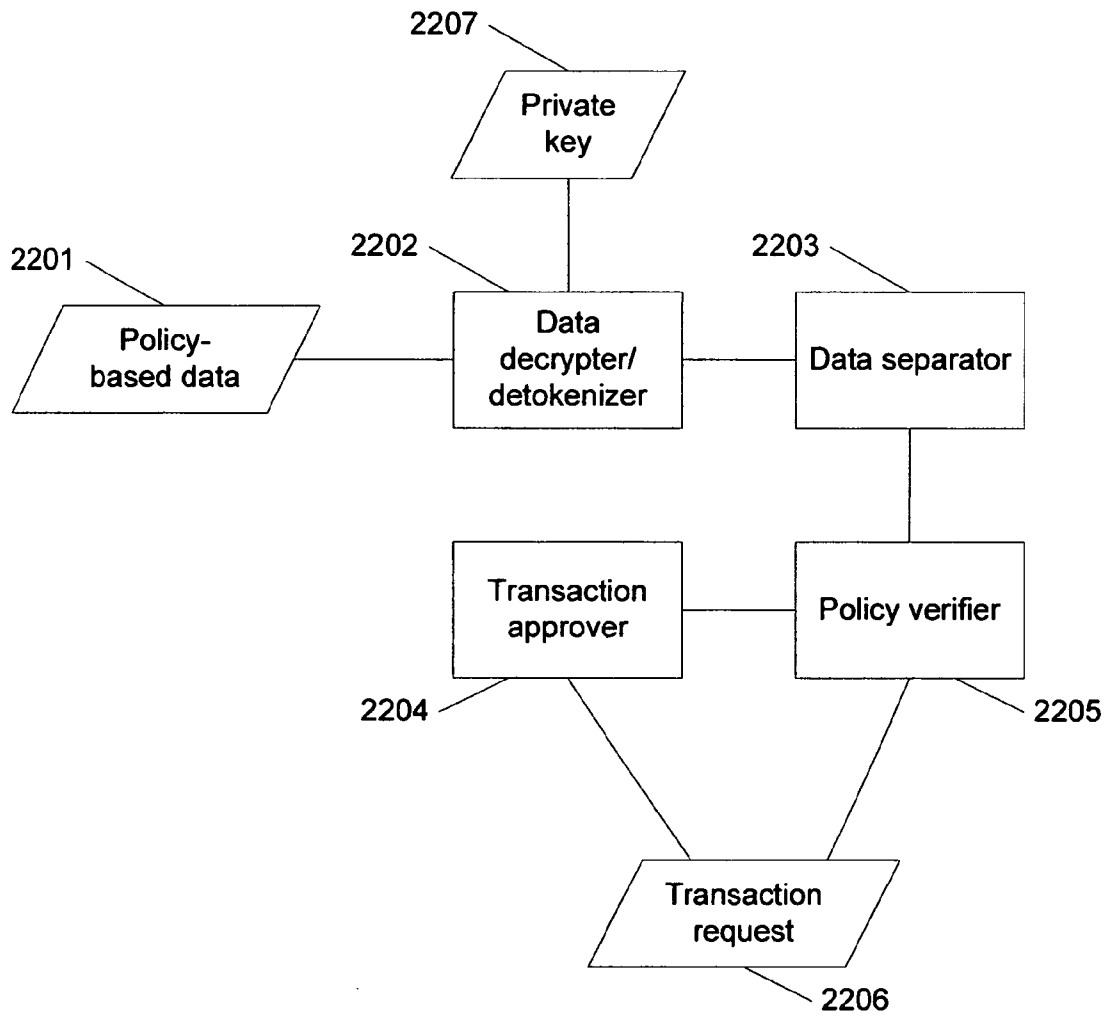 2207
Private
key
2201
2202
2203
Policy-
based data
Data
decrypter/
detokenizer
Data separator
Transaction
approver
Policy verifier
2204
2205
Transaction
request
2206